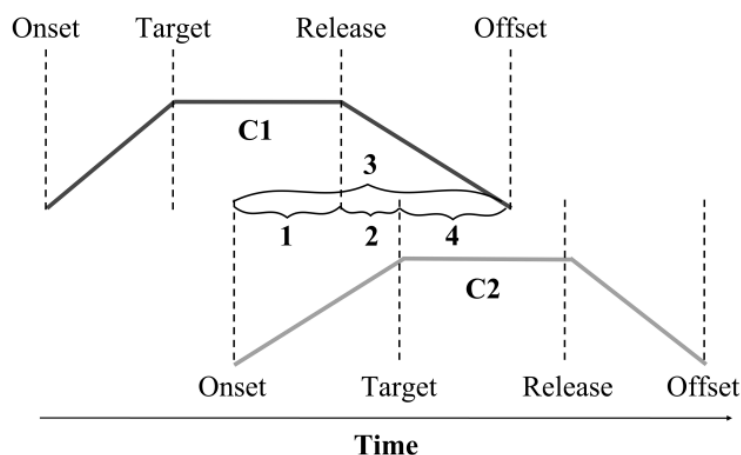 Onset Target Release Offset
C1
3
1 2 4
C2
Onset Target Release Offset
Time